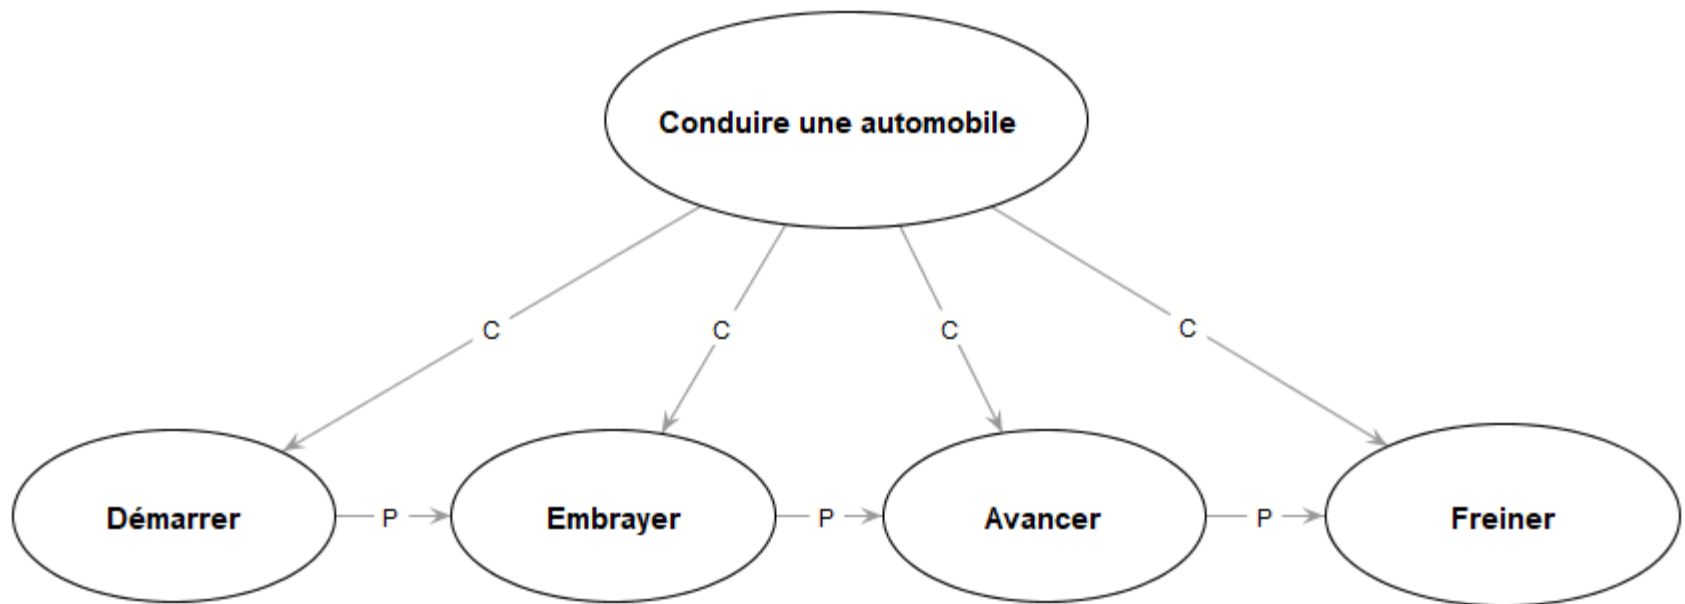 Conduire une automobile
C
C
C
C
Démarrer
P
Embrayer
P
Avancer
P
Freiner